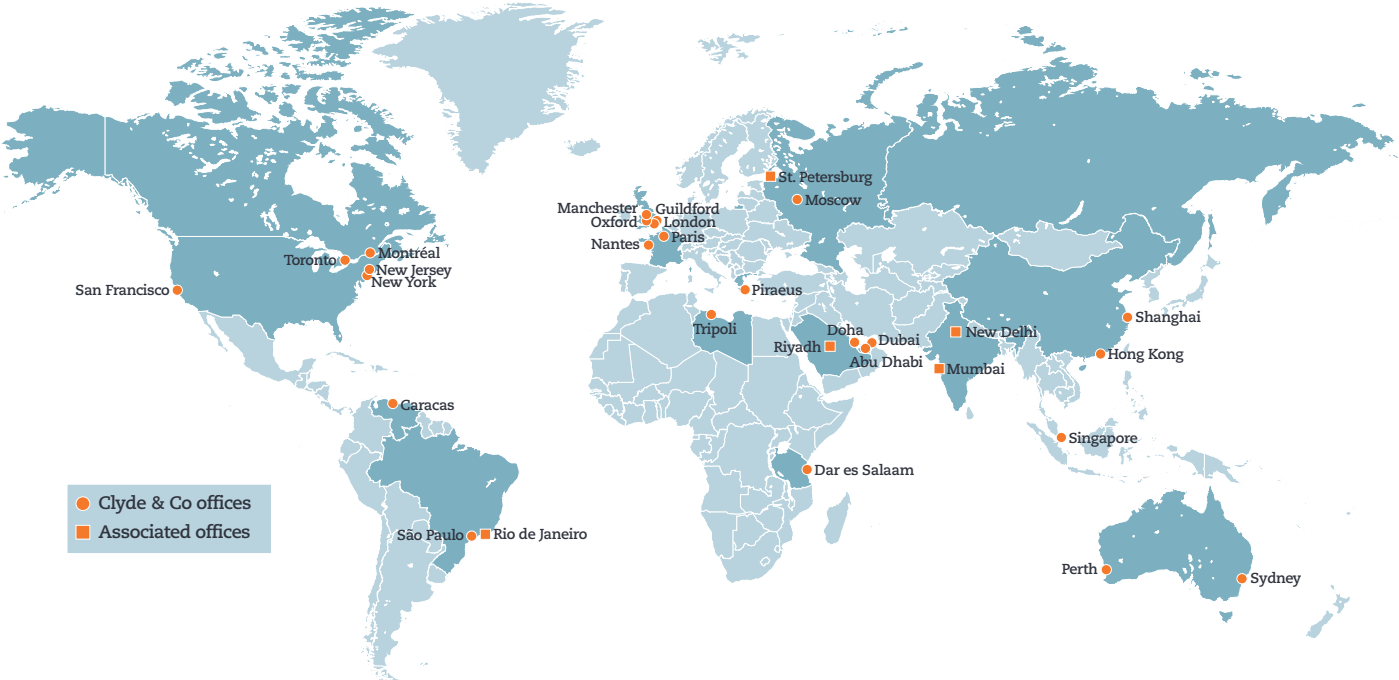 St. Petersburg
Moscow
Manchester
Guildford
Oxford
London
Paris
Nantes
Montréal
Toronto
New Jersey
New York
San Francisco
Piraeus
Tripoli
Doha
Dubai
Riyadh
Abu Dhabi
New Delhi
Mumbai
Shanghai
Hong Kong
Caracas
Singapore
Dar es Salaam
Clyde & Co offices
Associated offices
São Paulo
Rio de Janeiro
Perth
Sydney